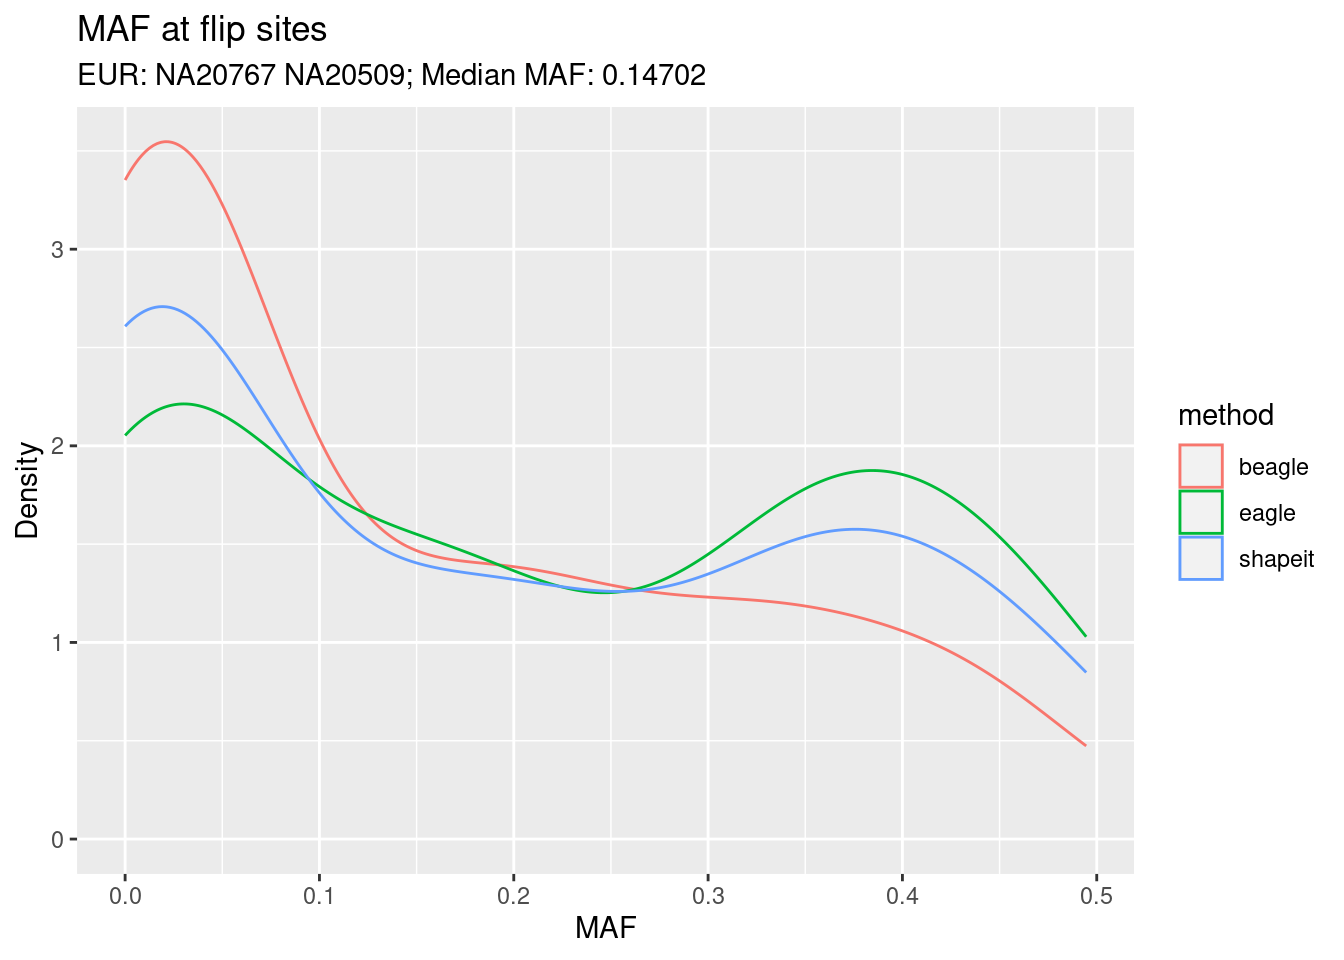 MAF at flip sites
EUR: NA20767 NA20509; Median MAF: 0.14702
Density
3
2
1
0
0.0 0.1 0.2 0.3 0.4 0.5
MAF
method
beagle
eagle
shapeit